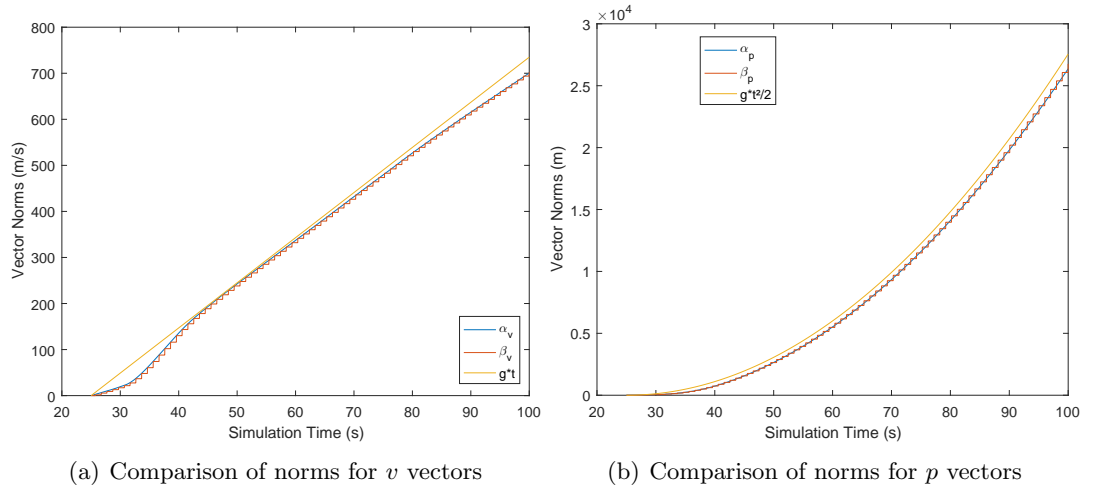 800
700
600
500
400
300
200
100
0
Vector Norms (m/s)
20 30 40 50 60 70 80 90 100
Simulation Time (s)
α_v
β_v
g*t
(a) Comparison of norms for v vectors
×10⁴
3
2.5
2
1.5
1
0.5
0
Vector Norms (m)
20 30 40 50 60 70 80 90 100
Simulation Time (s)
α_p
β_p
g*t²/2
(b) Comparison of norms for p vectors